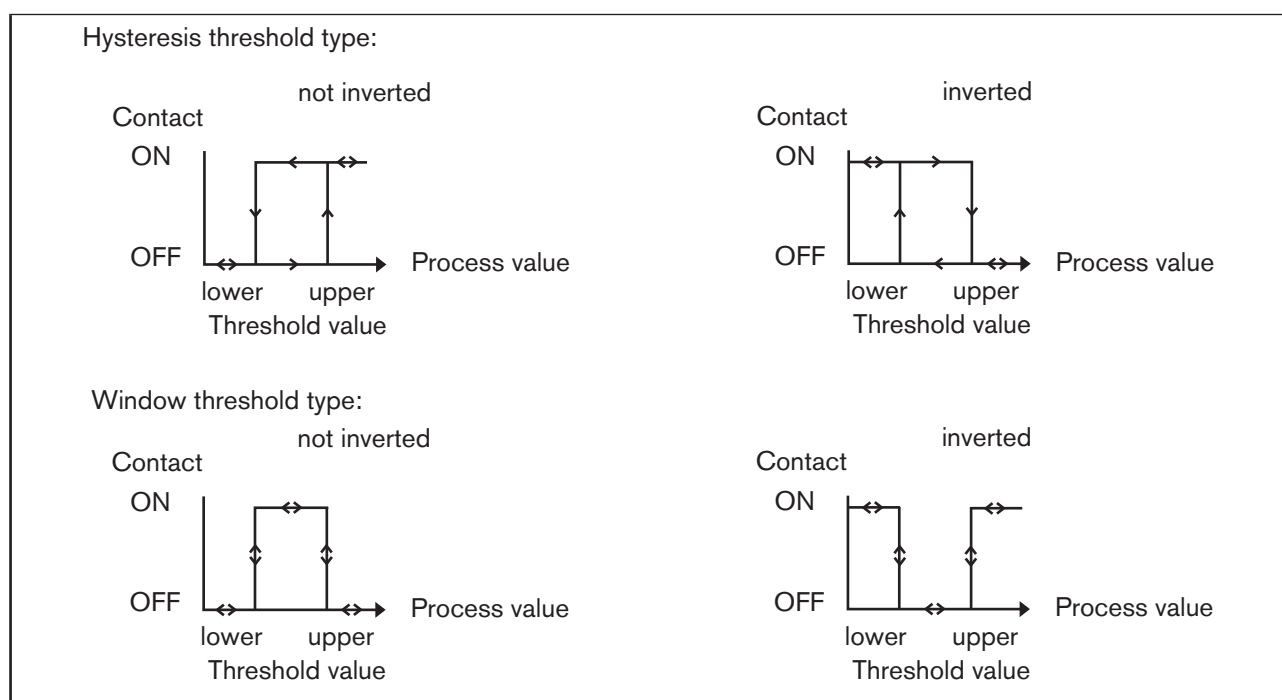 Hysteresis threshold type:
not inverted
Contact
ON
OFF
Process value
lower upper
Threshold value
inverted
Contact
ON
OFF
Process value
lower upper
Threshold value
Window threshold type:
not inverted
Contact
ON
OFF
Process value
lower upper
Threshold value
inverted
Contact
ON
OFF
Process value
lower upper
Threshold value